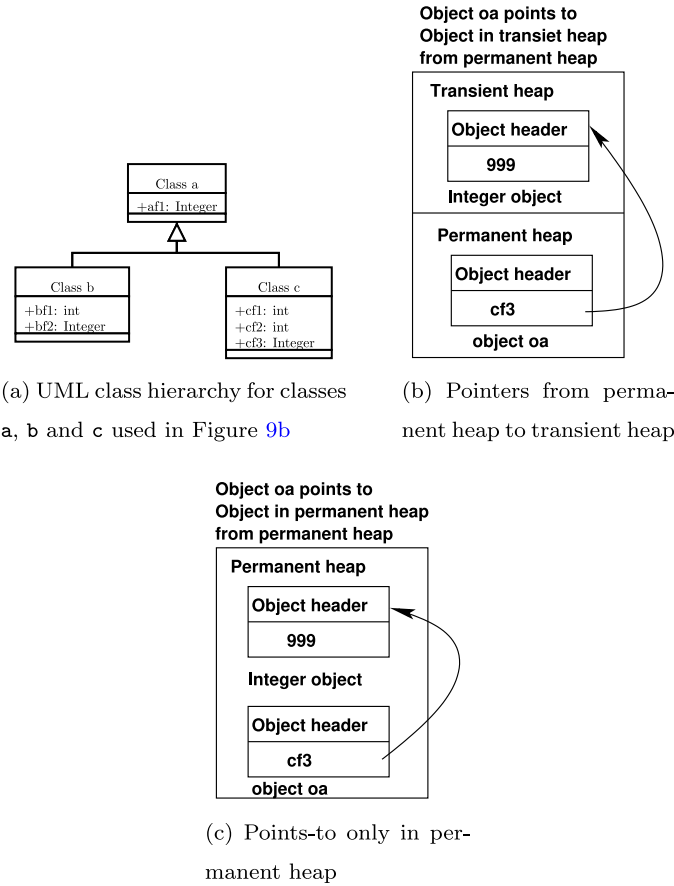 Class a
+af1: Integer
Class b
+bf1: int
+bf2: Integer
Class c
+cf1: int
+cf2: int
+cf3: Integer
(a) UML class hierarchy for classes
a, b and c used in Figure 9b
Object oa points to
Object in transiet heap
from permanent heap
Transient heap
Object header
999
Integer object
Permanent heap
Object header
cf3
object oa
(b) Pointers from perma-
nent heap to transient heap
Object oa points to
Object in permanent heap
from permanent heap
Permanent heap
Object header
999
Integer object
Object header
cf3
object oa
(c) Points-to only in per-
manent heap